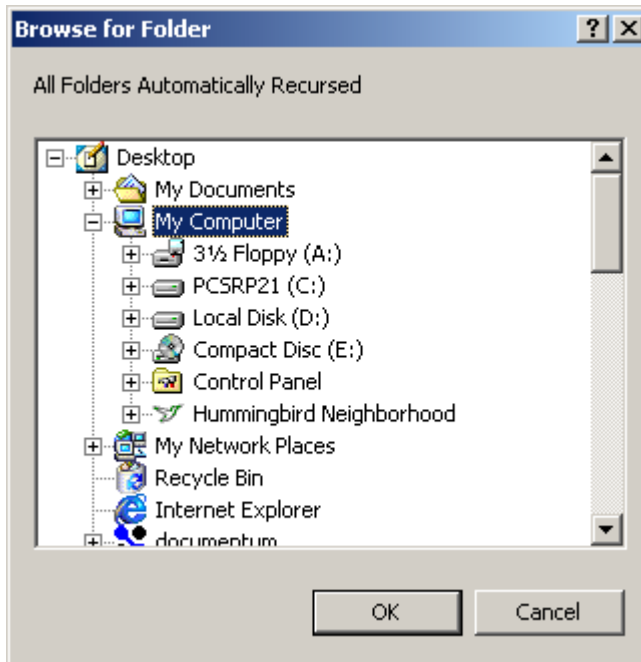 Browse for Folder
All Folders Automatically Recursed
Desktop
My Documents
My Computer
3½ Floppy (A:)
PCSRP21 (C:)
Local Disk (D:)
Compact Disc (E:)
Control Panel
Hummingbird Neighborhood
My Network Places
Recycle Bin
Internet Explorer
documentum
OK Cancel